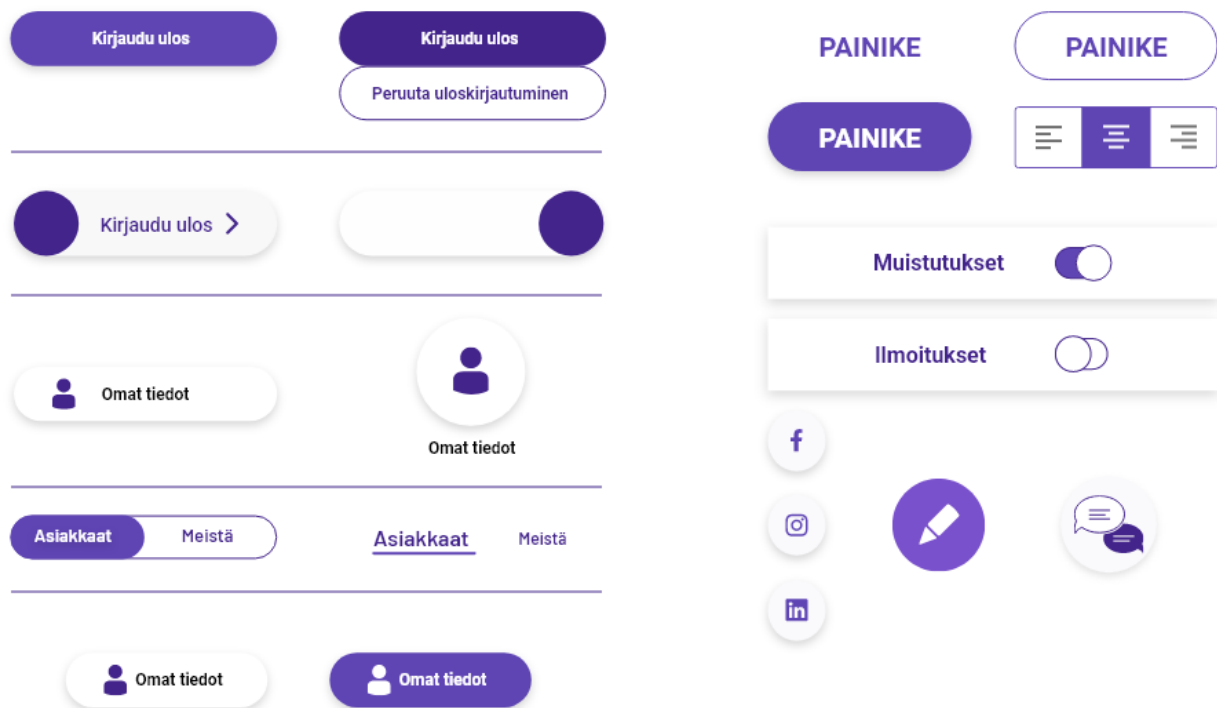 Kirjaudu ulos
Kirjaudu ulos
Peruuta uloskirjautuminen
Kirjaudu ulos
Omat tiedot
Omat tiedot
Asiakkaat
Meistä
Asiakkaat
Meistä
Omat tiedot
Omat tiedot
PAINIKE
PAINIKE
PAINIKE
Muistutukset
Ilmoitukset
f
in